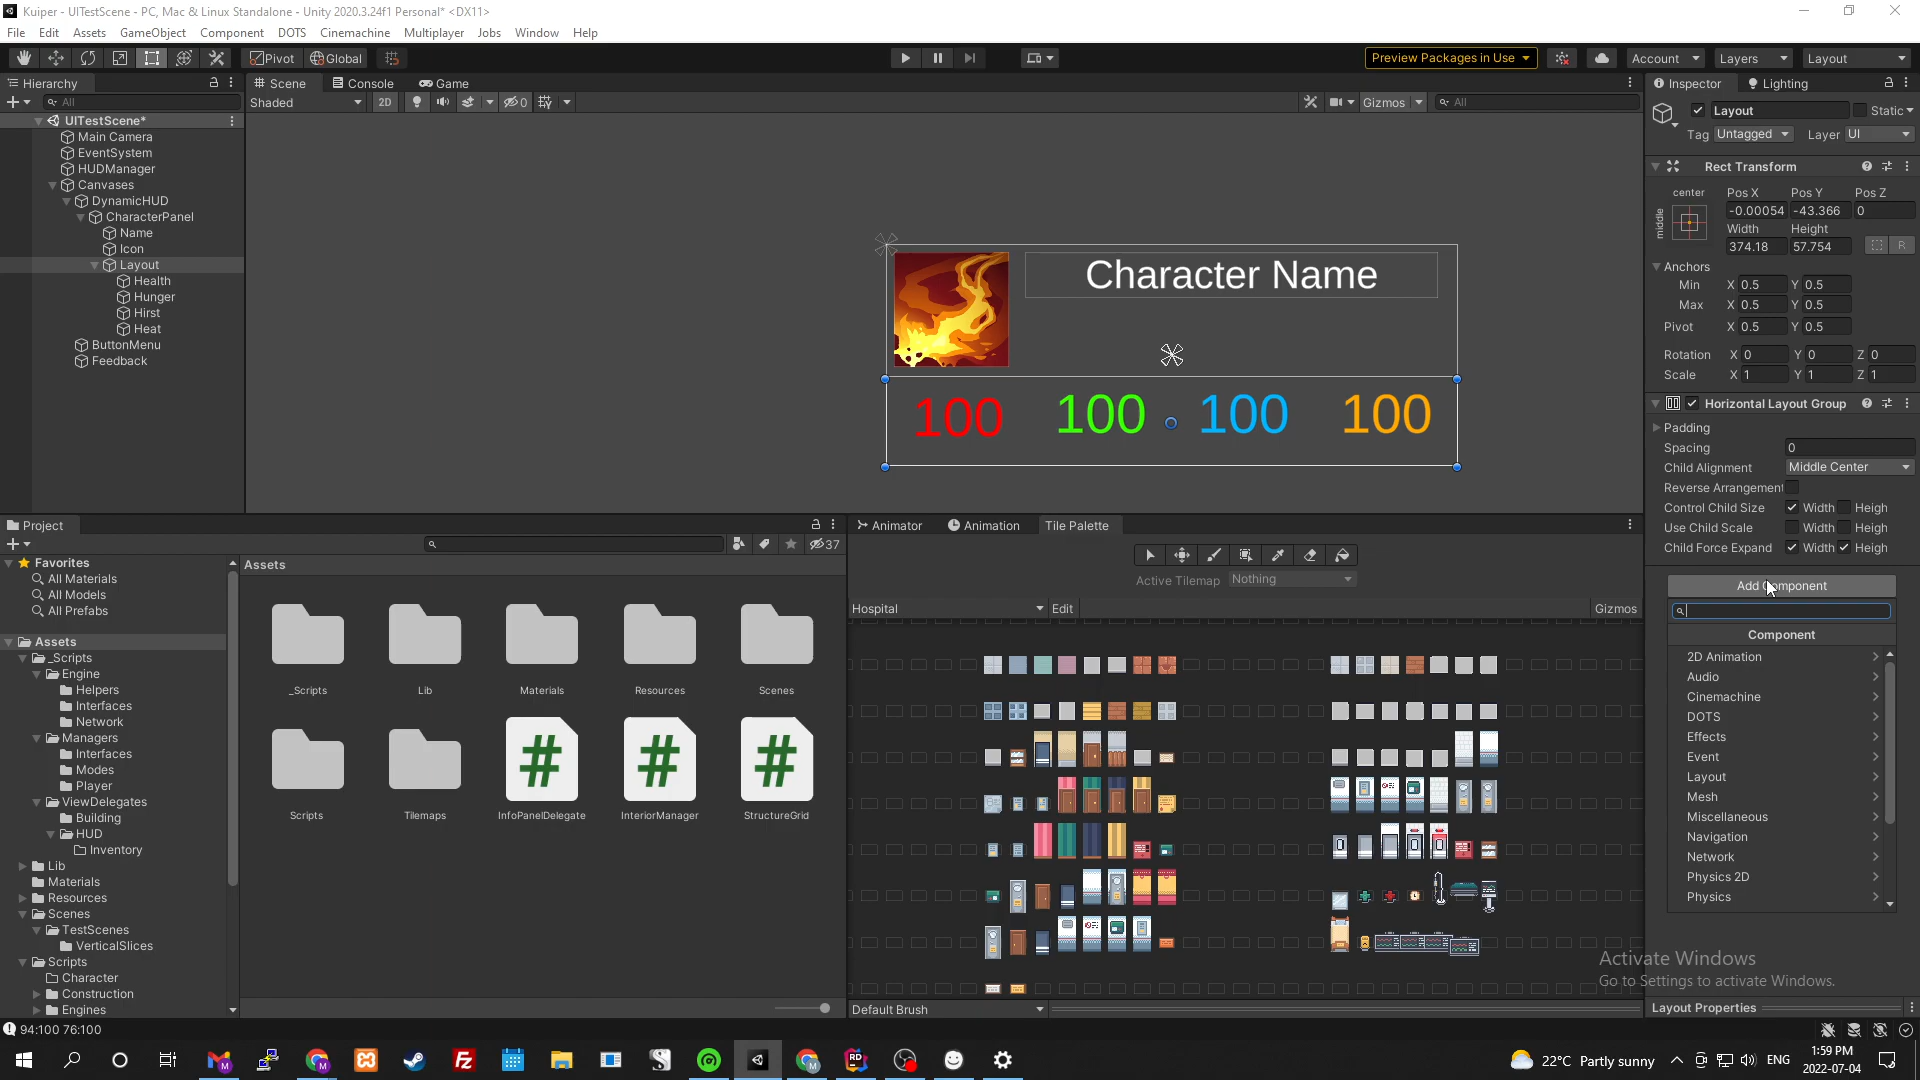 Kuiper - UITestScene - PC, Mac & Linux Standalone - Unity 2020.3.24f1 Personal* <DX11>
File Edit Assets GameObject Component DOTS Cinemachine Multiplayer Jobs Window Help
Pivot Global
Preview Packages in Use Account Layers Layout
Hierarchy
All
UITestScene*
Main Camera
EventSystem
HUDManager
Canvases
DynamicHUD
CharacterPanel
Name
Icon
Layout
Health
Hunger
Hirst
Heat
ButtonMenu
Feedback
Scene Console Game
Shaded 2D 0 Gizmos All
Character Name
100 100 100 100
Inspector Lighting
Layout Static
Tag Untagged Layer UI
Rect Transform
center Pos X Pos Y Pos Z
middle -0.00054 -43.366 0
Width Height
374.18 57.754 R
Anchors
Min X 0.5 Y 0.5
Max X 0.5 Y 0.5
Pivot X 0.5 Y 0.5
Rotation X 0 Y 0 Z 0
Scale X 1 Y 1 Z 1
Horizontal Layout Group
Padding
Spacing 0
Child Alignment Middle Center
Reverse Arrangement
Control Child Size Width Heigh
Use Child Scale Width Heigh
Child Force Expand Width Heigh
Add Component
Component
2D Animation
Audio
Cinemachine
DOTS
Effects
Event
Layout
Mesh
Miscellaneous
Navigation
Network
Physics 2D
Physics
Activate Windows
Go to Settings to activate Windows.
Layout Properties
Project
37
Favorites
All Materials
All Models
All Prefabs
Assets
_Scripts
Engine
Helpers
Interfaces
Network
Managers
Interfaces
Modes
Player
ViewDelegates
Building
HUD
Inventory
Lib
Materials
Resources
Scenes
TestScenes
VerticalSlices
Scripts
Character
Construction
Engines
Assets
_Scripts Lib Materials Resources Scenes
Scripts Tilemaps InfoPanelDelegate InteriorManager StructureGrid
Animator Animation Tile Palette
Active Tilemap Nothing
Hospital Edit Gizmos
Default Brush
94:100 76:100
22°C Partly sunny ENG 1:59 PM
2022-07-04